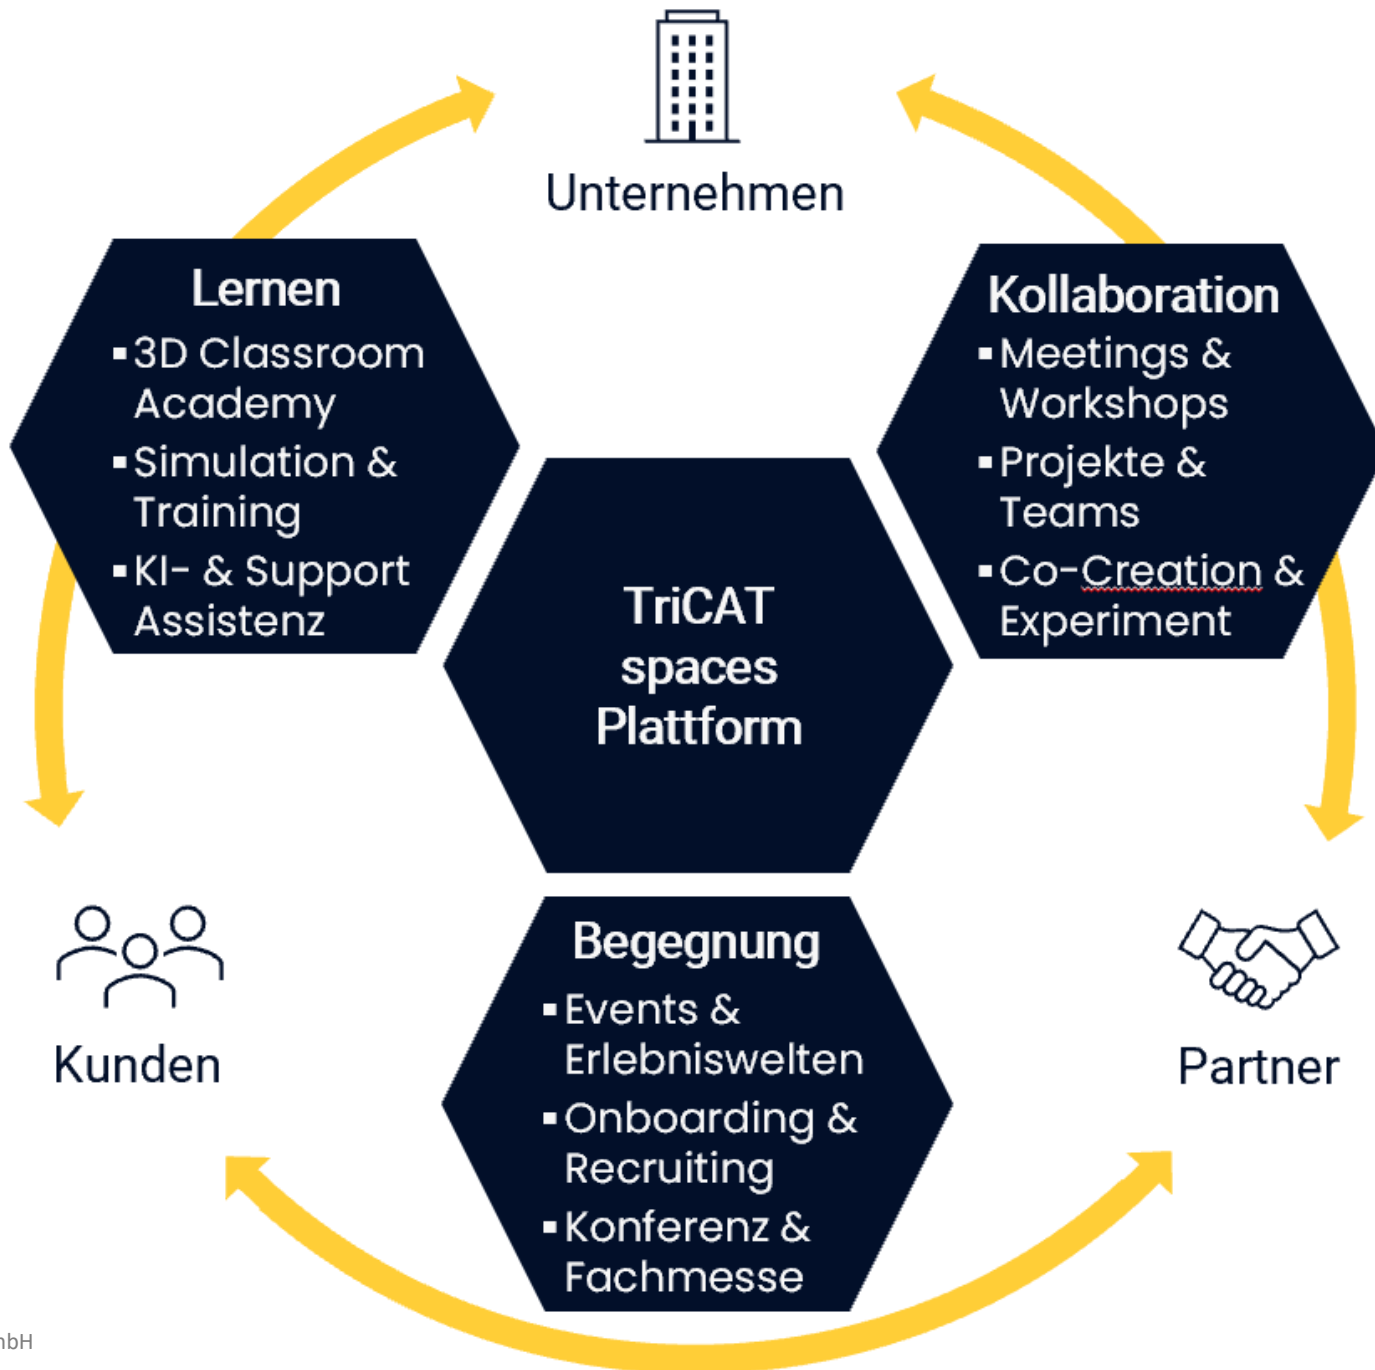 Unternehmen
Lernen
▪3D Classroom
Academy
▪Simulation &
Training
▪KI- & Support
Assistenz
Kollaboration
▪Meetings &
Workshops
▪Projekte &
Teams
▪Co-Creation &
Experiment
TriCAT
spaces
Plattform
Kunden
Begegnung
▪Events &
Erlebniswelten
▪Onboarding &
Recruiting
▪Konferenz &
Fachmesse
Partner